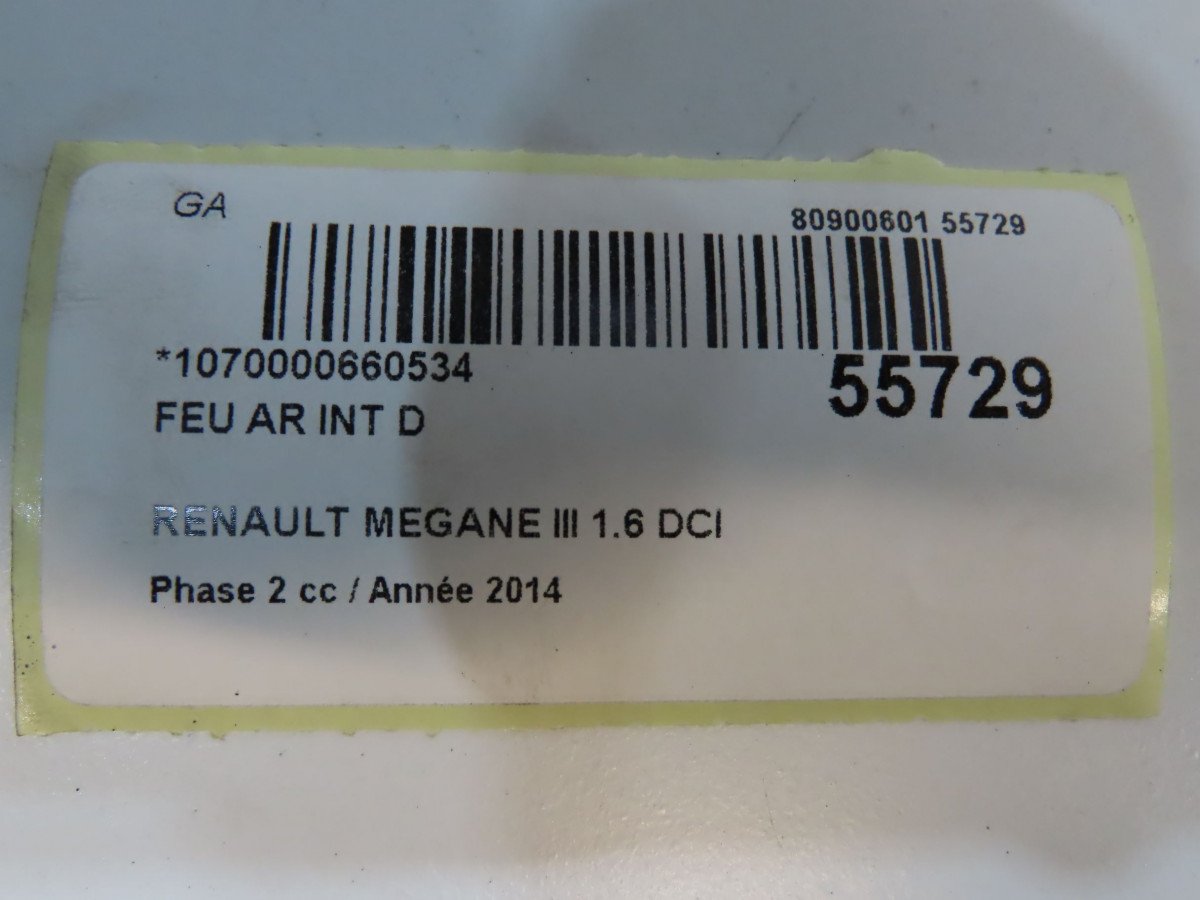 GA
80900601 55729
*1070000660534
55729
FEU AR INT D
RENAULT MEGANE III 1.6 DCI
Phase 2 cc / Année 2014